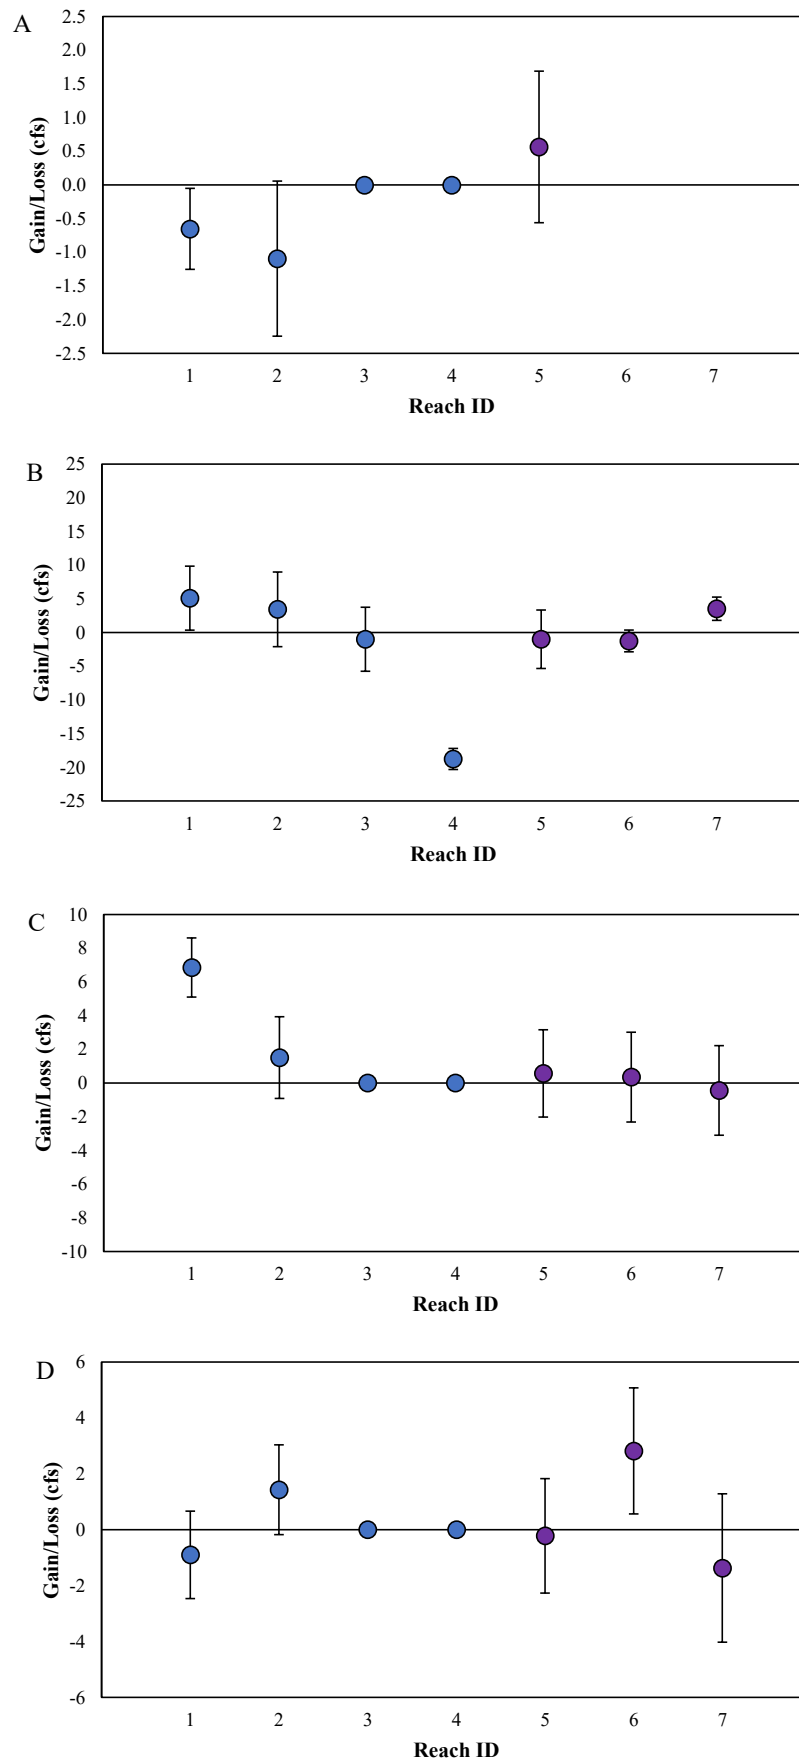 A
2.5
2.0
1.5
1.0
0.5
0.0
-0.5
-1.0
-1.5
-2.0
-2.5
Gain/Loss (cfs)
1 2 3 4 5 6 7
Reach ID
B
25
20
15
10
5
0
-5
-10
-15
-20
-25
Gain/Loss (cfs)
1 2 3 4 5 6 7
Reach ID
C
10
8
6
4
2
0
-2
-4
-6
-8
-10
Gain/Loss (cfs)
1 2 3 4 5 6 7
Reach ID
D
6
4
2
0
-2
-4
-6
Gain/Loss (cfs)
1 2 3 4 5 6 7
Reach ID